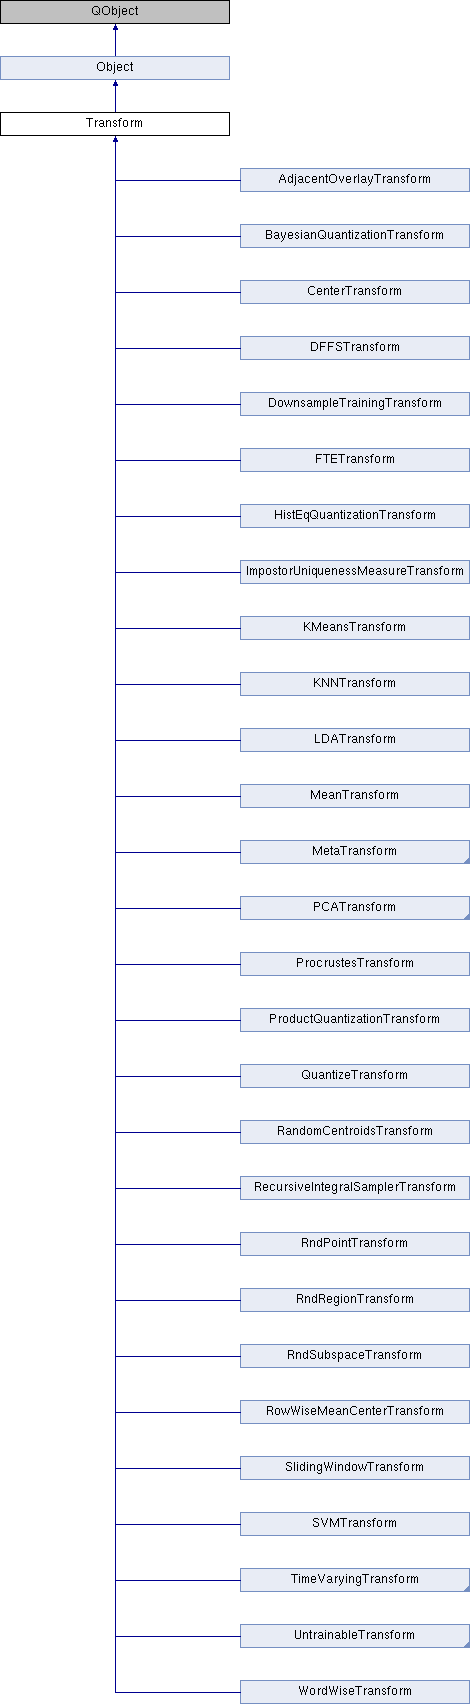 QObject
Object
Transform
AdjacentOverlayTransform
BayesianQuantizationTransform
CenterTransform
DFFSTransform
DownsampleTrainingTransform
FTETransform
HistEqQuantizationTransform
ImpostorUniquenessMeasureTransform
KMeansTransform
KNNTransform
LDATransform
MeanTransform
MetaTransform
PCATransform
ProcrustesTransform
ProductQuantizationTransform
QuantizeTransform
RandomCentroidsTransform
RecursiveIntegralSamplerTransform
RndPointTransform
RndRegionTransform
RndSubspaceTransform
RowWiseMeanCenterTransform
SlidingWindowTransform
SVMTransform
TimeVaryingTransform
UntrainableTransform
WordWiseTransform